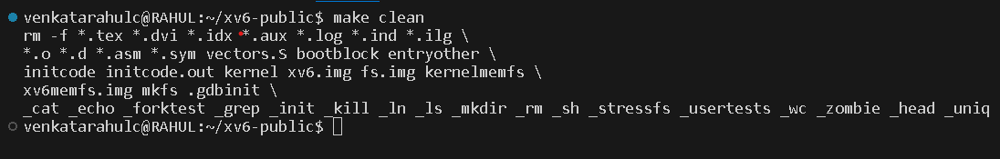 venkatarahulc@RAHUL:~/xv6-public$ make clean
rm -f *.tex *.dvi *.idx *.aux *.log *.ind *.ilg \
*.o *.d *.asm *.sym vectors.S bootblock entryother \
initcode initcode.out kernel xv6.img fs.img kernelmemfs \
xv6memfs.img mkfs .gdbinit \
_cat _echo _forktest _grep _init _kill _ln _ls _mkdir _rm _sh _stressfs _usertests _wc _zombie _head _uniq
venkatarahulc@RAHUL:~/xv6-public$